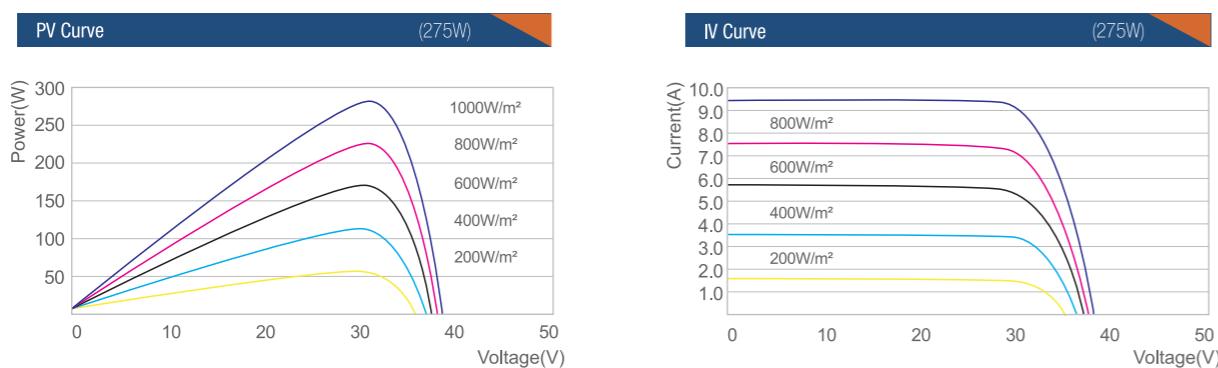 PV Curve (275W)
Power(W)
300
250
200
150
100
50
1000W/m²
800W/m²
600W/m²
400W/m²
200W/m²
0 10 20 30 40 50
Voltage(V)
IV Curve (275W)
Current(A)
10.0
9.0
8.0
7.0
6.0
5.0
4.0
3.0
2.0
1.0
800W/m²
600W/m²
400W/m²
200W/m²
0 10 20 30 40 50
Voltage(V)